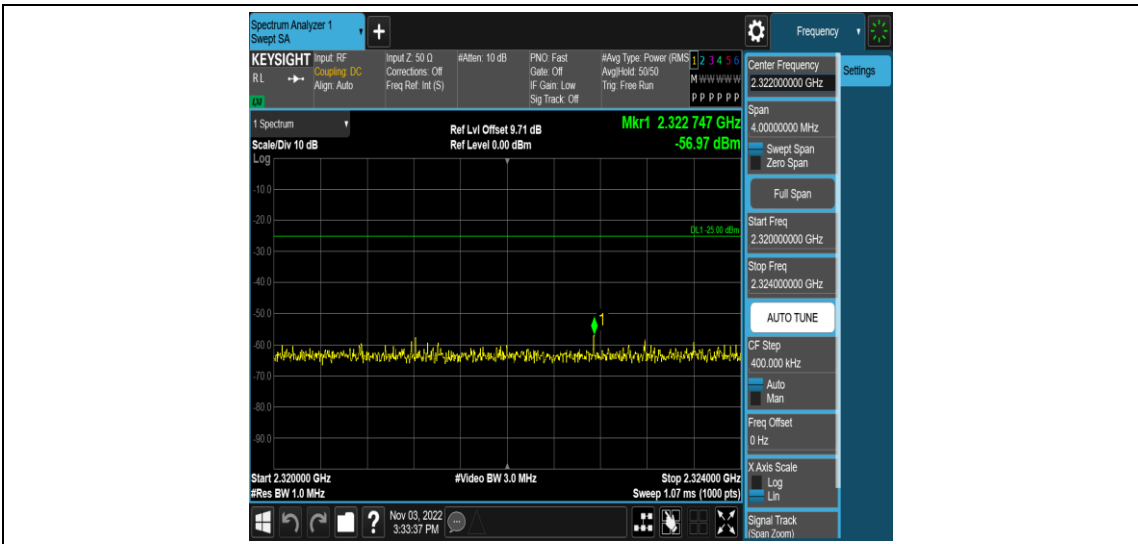 Spectrum Analyzer 1
Swept SA
+
Frequency
KEYSIGHT
RL
LXI
Input: RF
Coupling: DC
Align: Auto
Input Z: 50 Ω
Corrections: Off
Freq Ref: Int (S)
#Atten: 10 dB
PNO: Fast
Gate: Off
IF Gain: Low
Sig Track: Off
#Avg Type: Power (RMS
Avg|Hold: 50/50
Trig: Free Run
1 2 3 4 5 6
M W W W W W
P P P P P P
1 Spectrum
Scale/Div 10 dB
Log
Ref Lvl Offset 9.71 dB
Ref Level 0.00 dBm
Mkr1 2.322 747 GHz
-56.97 dBm
-10.0
-20.0
DL1 -25.00 dBm
-30.0
-40.0
-50.0
1
-60.0
-70.0
-80.0
-90.0
Start 2.320000 GHz
#Res BW 1.0 MHz
#Video BW 3.0 MHz
Stop 2.324000 GHz
Sweep 1.07 ms (1000 pts)
?
Nov 03, 2022
3:33:37 PM
Center Frequency
2.322000000 GHz
Settings
Span
4.00000000 MHz
Swept Span
Zero Span
Full Span
Start Freq
2.320000000 GHz
Stop Freq
2.324000000 GHz
AUTO TUNE
CF Step
400.000 kHz
Auto
Man
Freq Offset
0 Hz
X Axis Scale
Log
Lin
Signal Track
(Span Zoom)